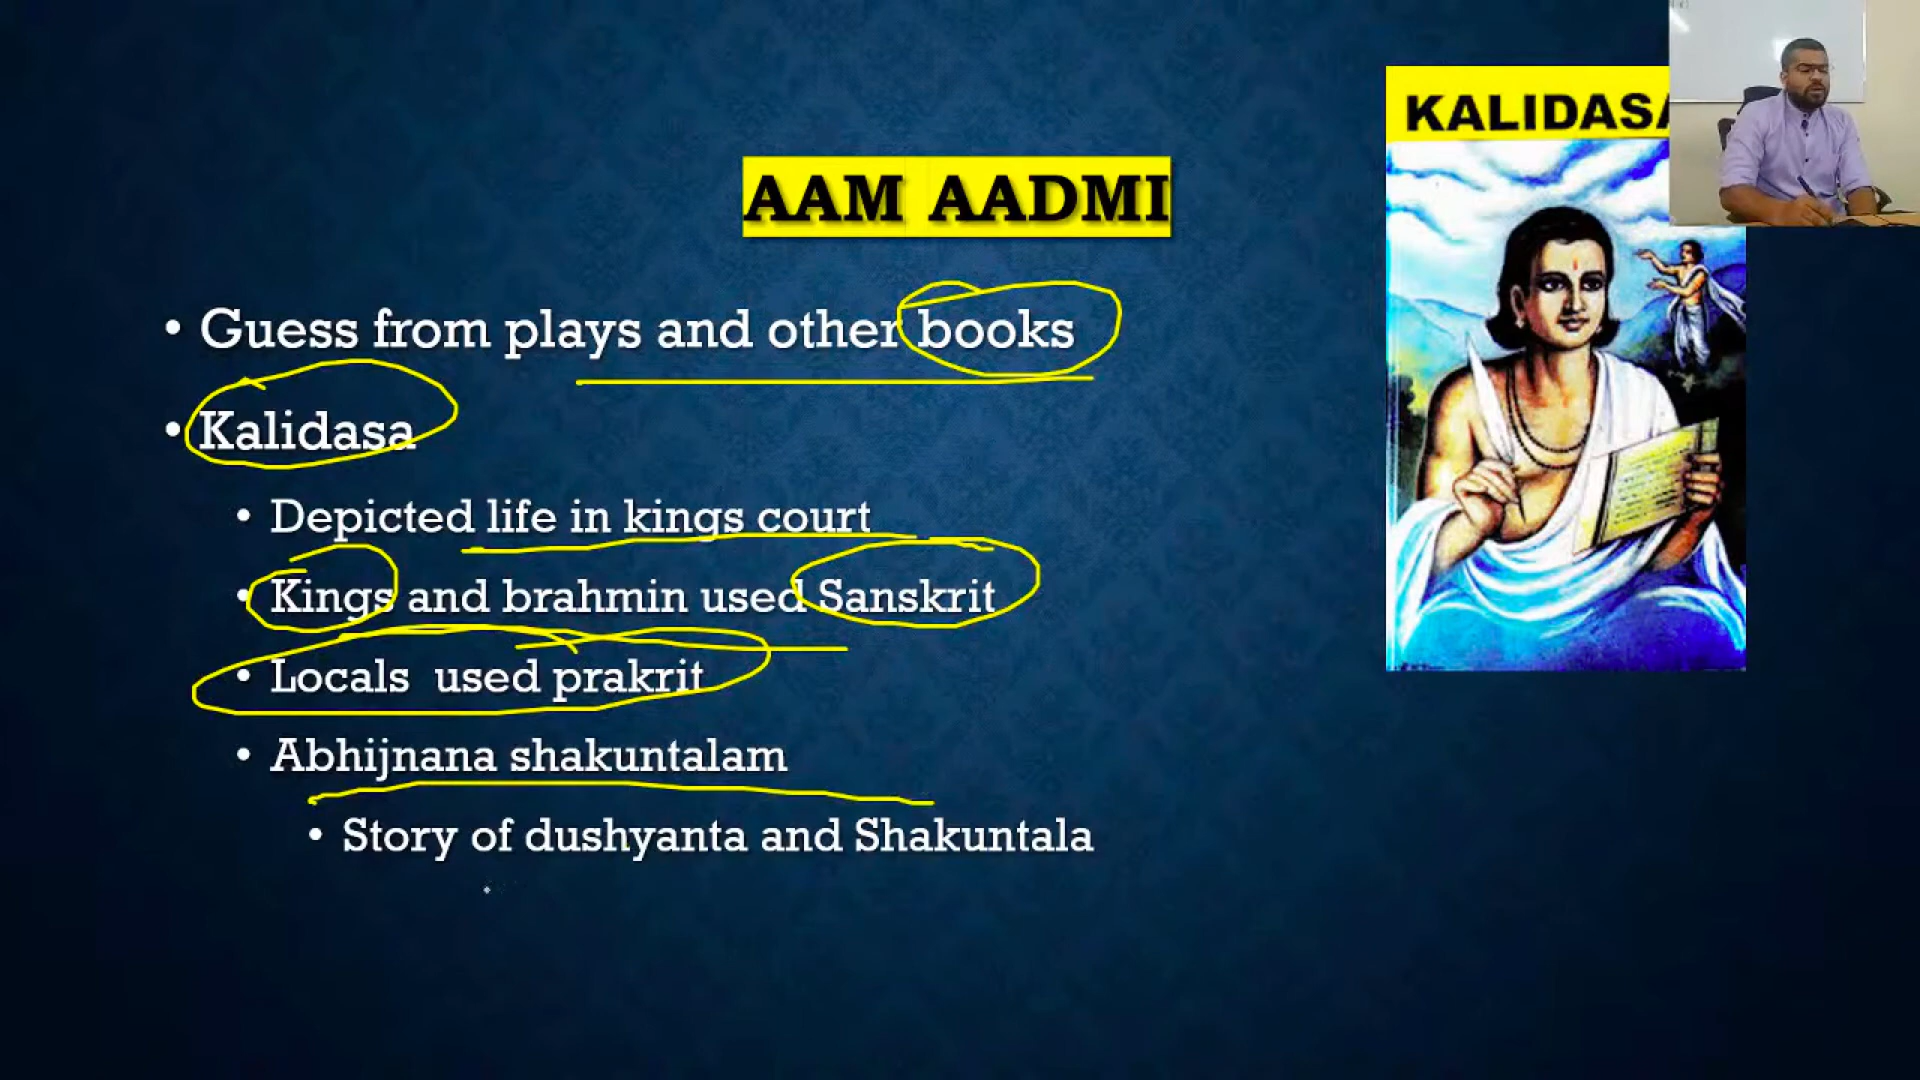 KALIDASA
AAM AADMI
• Guess from plays and other books
• Kalidasa
• Depicted life in kings court
• Kings and brahmin used Sanskrit
• Locals used prakrit
• Abhijnana shakuntalam
• Story of dushyanta and Shakuntala